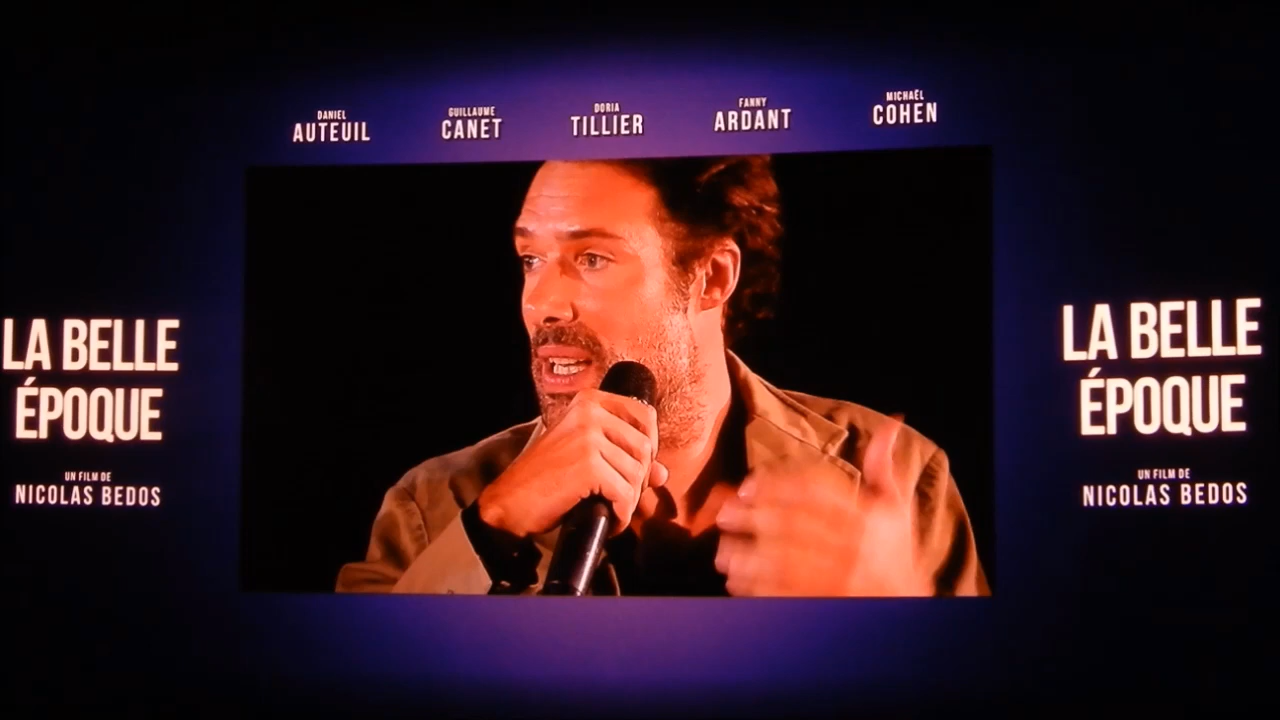 DANIEL
AUTEUIL
GUILLAUME
CANET
DORIA
TILLIER
FANNY
ARDANT
MICHAËL
COHEN
LA BELLE
ÉPOQUE
UN FILM DE
NICOLAS BEDOS
LA BELLE
ÉPOQUE
UN FILM DE
NICOLAS BEDOS